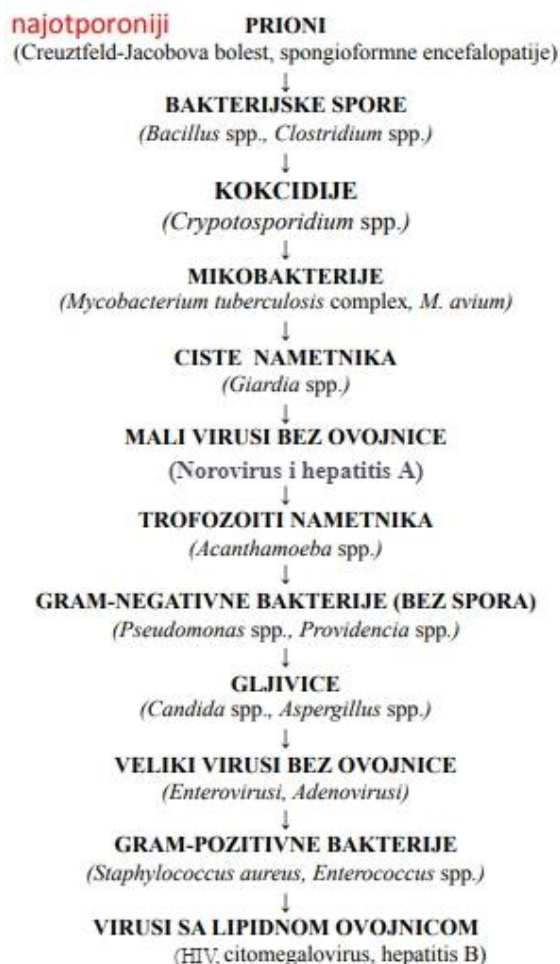 najotporoniji PRIONI
(Creuztfeld-Jacobova bolest, spongioformne encefalopatije)
↓
BAKTERIJSKE SPORE
(Bacillus spp., Clostridium spp.)
↓
KOKCIDIJE
(Crypotosporidium spp.)
↓
MIKOBAKTERIJE
(Mycobacterium tuberculosis complex, M. avium)
↓
CISTE NAMETNIKA
(Giardia spp.)
↓
MALI VIRUSI BEZ OVOJNICE
(Norovirus i hepatitis A)
↓
TROFOZOITI NAMETNIKA
(Acanthamoeba spp.)
↓
GRAM-NEGATIVNE BAKTERIJE (BEZ SPORA)
(Pseudomonas spp., Providencia spp.)
↓
GLJIVICE
(Candida spp., Aspergillus spp.)
↓
VELIKI VIRUSI BEZ OVOJNICE
(Enterovirusi, Adenovirusi)
↓
GRAM-POZITIVNE BAKTERIJE
(Staphylococcus aureus, Enterococcus spp.)
↓
VIRUSI SA LIPIDNOM OVOJNICOM
(HIV, citomegalovirus, hepatitis B)